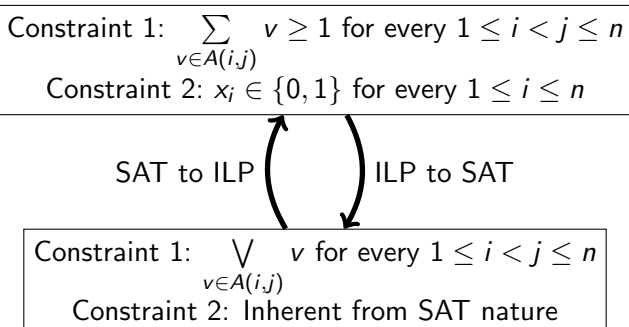 Constraint 1: ∑_{v∈A(i,j)} v ≥ 1 for every 1 ≤ i < j ≤ n
Constraint 2: x_i ∈ {0, 1} for every 1 ≤ i ≤ n
SAT to ILP ILP to SAT
Constraint 1: ⋁_{v∈A(i,j)} v for every 1 ≤ i < j ≤ n
Constraint 2: Inherent from SAT nature